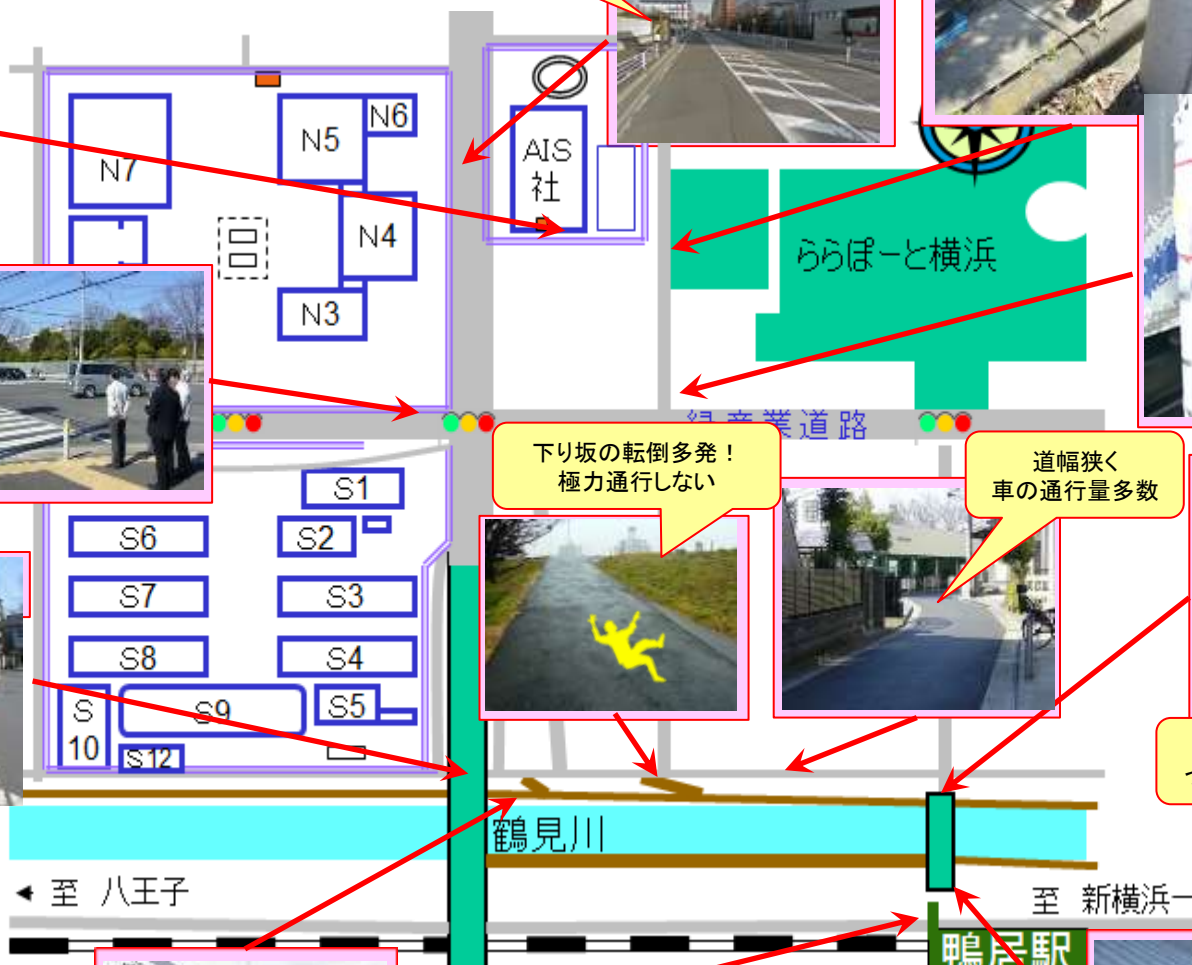 N6
N5
N7
AIS
社
N4
N3
ららぽーと横浜
緑産業道路
下り坂の転倒多発！
極力通行しない
道幅狭く
車の通行量多数
S1
S6
S2
S7
S3
S8
S4
S
10
S9
S5
S12
鶴見川
至 八王子
至 新横浜
鴨居駅